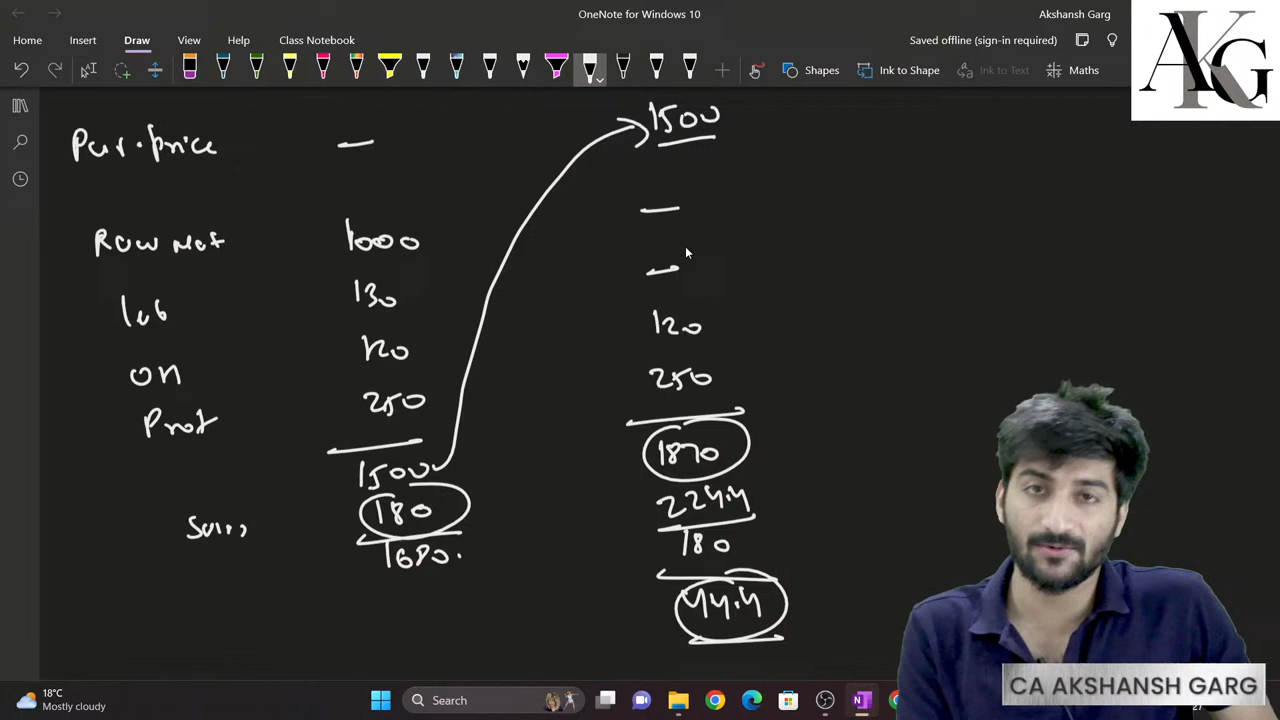 OneNote for Windows 10
Akshansh Garg
Home Insert Draw View Help Class Notebook
Saved offline (sign-in required)
Shapes Ink to Shape Ink to Text Maths
AKG
Pur. price — 1500
Raw Mat 1000 —
lab 130 —
OH 120 120
Prof 250 250
1500 1870
180 224.4
1680. 180
44.4
CA AKSHANSH GARG
18°C
Mostly cloudy
Search
27